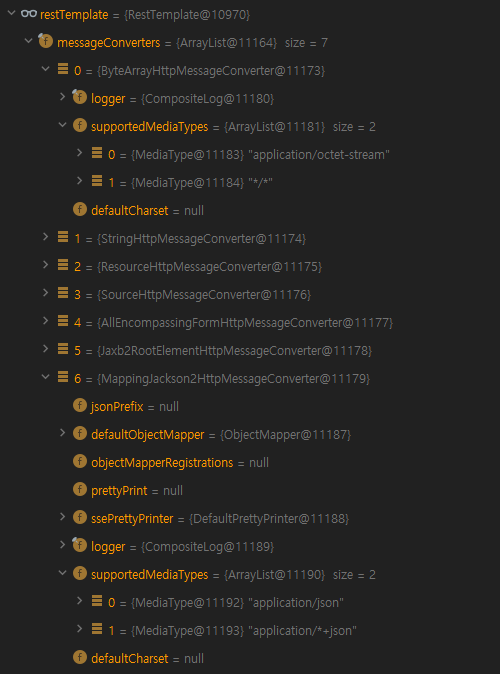 restTemplate = {RestTemplate@10970}
messageConverters = {ArrayList@11164} size = 7
0 = {ByteArrayHttpMessageConverter@11173}
logger = {CompositeLog@11180}
supportedMediaTypes = {ArrayList@11181} size = 2
0 = {MediaType@11183} "application/octet-stream"
1 = {MediaType@11184} "*/*"
defaultCharset = null
1 = {StringHttpMessageConverter@11174}
2 = {ResourceHttpMessageConverter@11175}
3 = {SourceHttpMessageConverter@11176}
4 = {AllEncompassingFormHttpMessageConverter@11177}
5 = {Jaxb2RootElementHttpMessageConverter@11178}
6 = {MappingJackson2HttpMessageConverter@11179}
jsonPrefix = null
defaultObjectMapper = {ObjectMapper@11187}
objectMapperRegistrations = null
prettyPrint = null
ssePrettyPrinter = {DefaultPrettyPrinter@11188}
logger = {CompositeLog@11189}
supportedMediaTypes = {ArrayList@11190} size = 2
0 = {MediaType@11192} "application/json"
1 = {MediaType@11193} "application/*+json"
defaultCharset = null